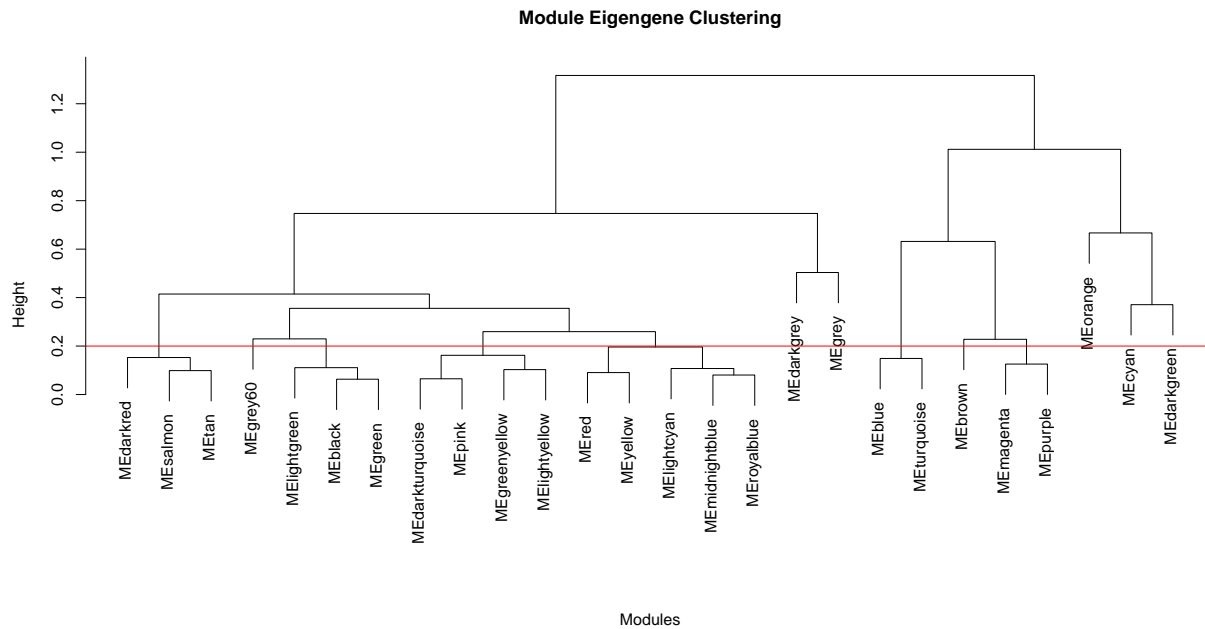 Module Eigengene Clustering
Height
1.2
1.0
0.8
0.6
0.4
0.2
0.0
MEdarkred
MEsalmon
MEtan
MEgrey60
MElightgreen
MEblack
MEgreen
MEdarkturquoise
MEpink
MEgreenyellow
MElightyellow
MEred
MEyellow
MElightcyan
MEmidnightblue
MEroyalblue
MEdarkgrey
MEgrey
MEblue
MEturquoise
MEbrown
MEmagenta
MEpurple
MEorange
MEcyan
MEdarkgreen
Modules